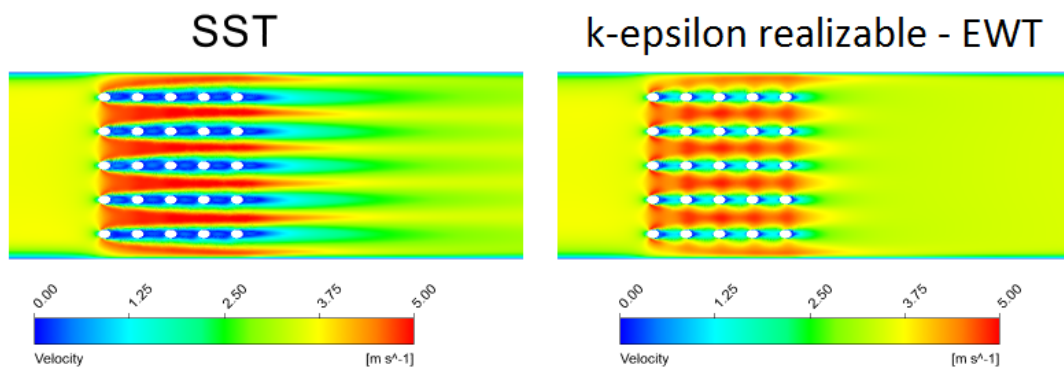 SST
k-epsilon realizable - EWT
0.00 1.25 2.50 3.75 5.00
Velocity [m s^-1]
0.00 1.25 2.50 3.75 5.00
Velocity [m s^-1]